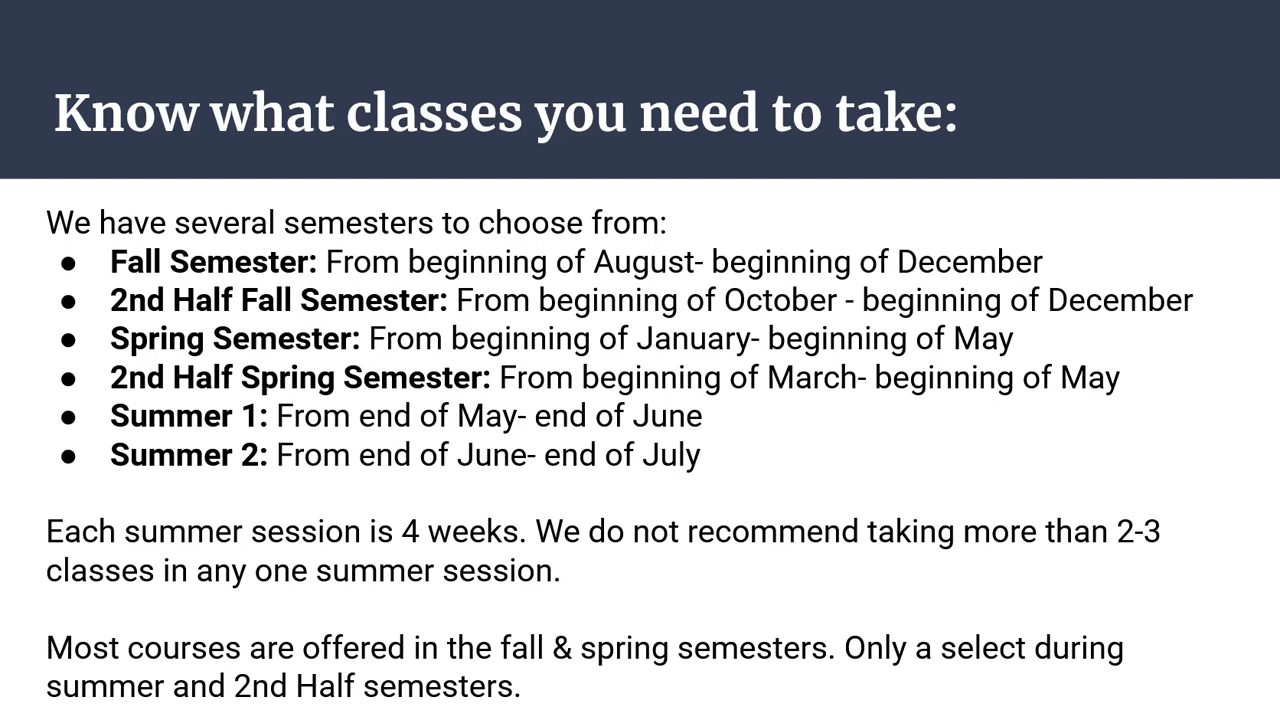 Know what classes you need to take:
We have several semesters to choose from:
● Fall Semester: From beginning of August- beginning of December
● 2nd Half Fall Semester: From beginning of October - beginning of December
● Spring Semester: From beginning of January- beginning of May
● 2nd Half Spring Semester: From beginning of March- beginning of May
● Summer 1: From end of May- end of June
● Summer 2: From end of June- end of July
Each summer session is 4 weeks. We do not recommend taking more than 2-3
classes in any one summer session.
Most courses are offered in the fall & spring semesters. Only a select during
summer and 2nd Half semesters.